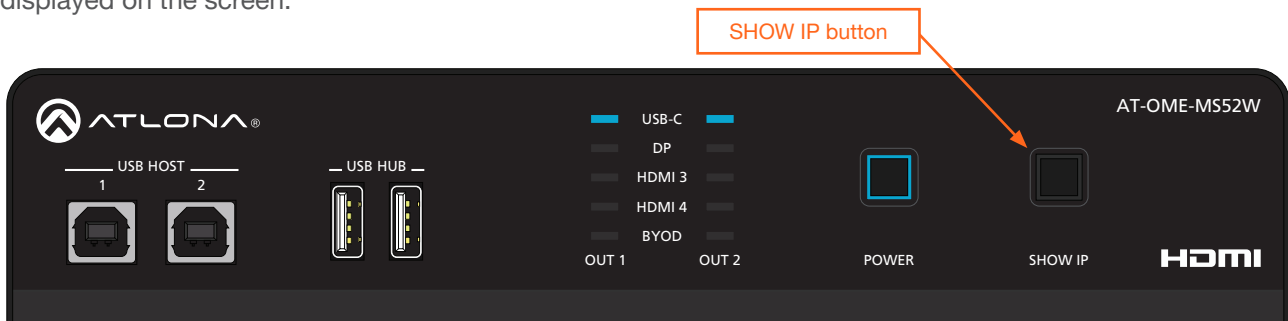 displayed on the screen.
SHOW IP button
ATLONA®
AT-OME-MS52W
USB HOST
1 2
USB HUB
USB-C
DP
HDMI 3
HDMI 4
BYOD
OUT 1 OUT 2
POWER
SHOW IP
HDMI